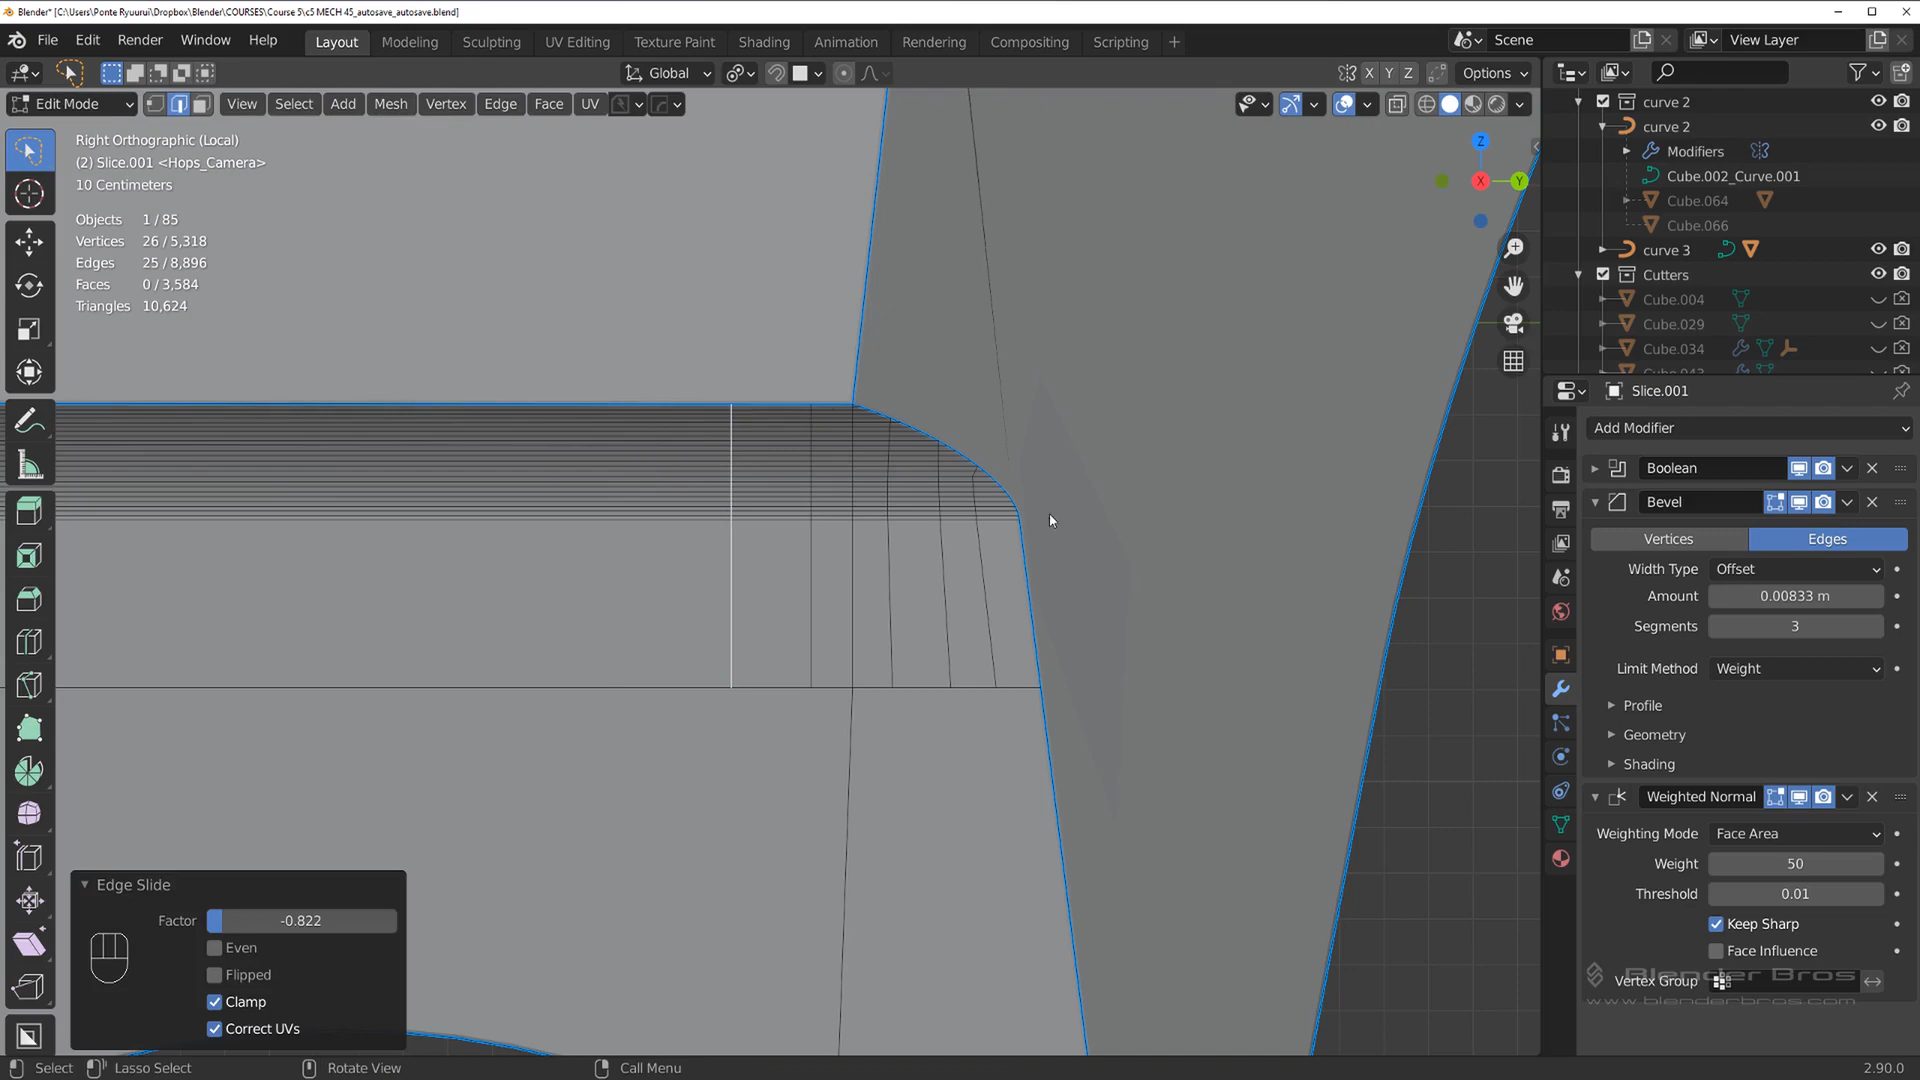 Blender* [C:\Users\Ponte Ryuurui\Dropbox\Blender\COURSES\Course 5\c5 MECH 45_autosave_autosave.blend]
File Edit Render Window Help Layout Modeling Sculpting UV Editing Texture Paint Shading Animation Rendering Compositing Scripting + Scene View Layer
Global X Y Z Options
Edit Mode View Select Add Mesh Vertex Edge Face UV
Right Orthographic (Local)
(2) Slice.001 <Hops_Camera>
10 Centimeters
Objects 1 / 85
Vertices 26 / 5,318
Edges 25 / 8,896
Faces 0 / 3,584
Triangles 10,624
Z
X
Y
curve 2
curve 2
Modifiers
Cube.002_Curve.001
Cube.064
Cube.066
curve 3
Cutters
Cube.004
Cube.029
Cube.034
Slice.001
Add Modifier
Boolean
Bevel
Vertices Edges
Width Type Offset
Amount 0.00833 m
Segments 3
Limit Method Weight
Profile
Geometry
Shading
Weighted Normal
Weighting Mode Face Area
Weight 50
Threshold 0.01
Keep Sharp
Face Influence
Blender Bros
Vertex Group
www.blenderbros.com
Edge Slide
Factor -0.822
Even
Flipped
Clamp
Correct UVs
Select Lasso Select Rotate View Call Menu 2.90.0